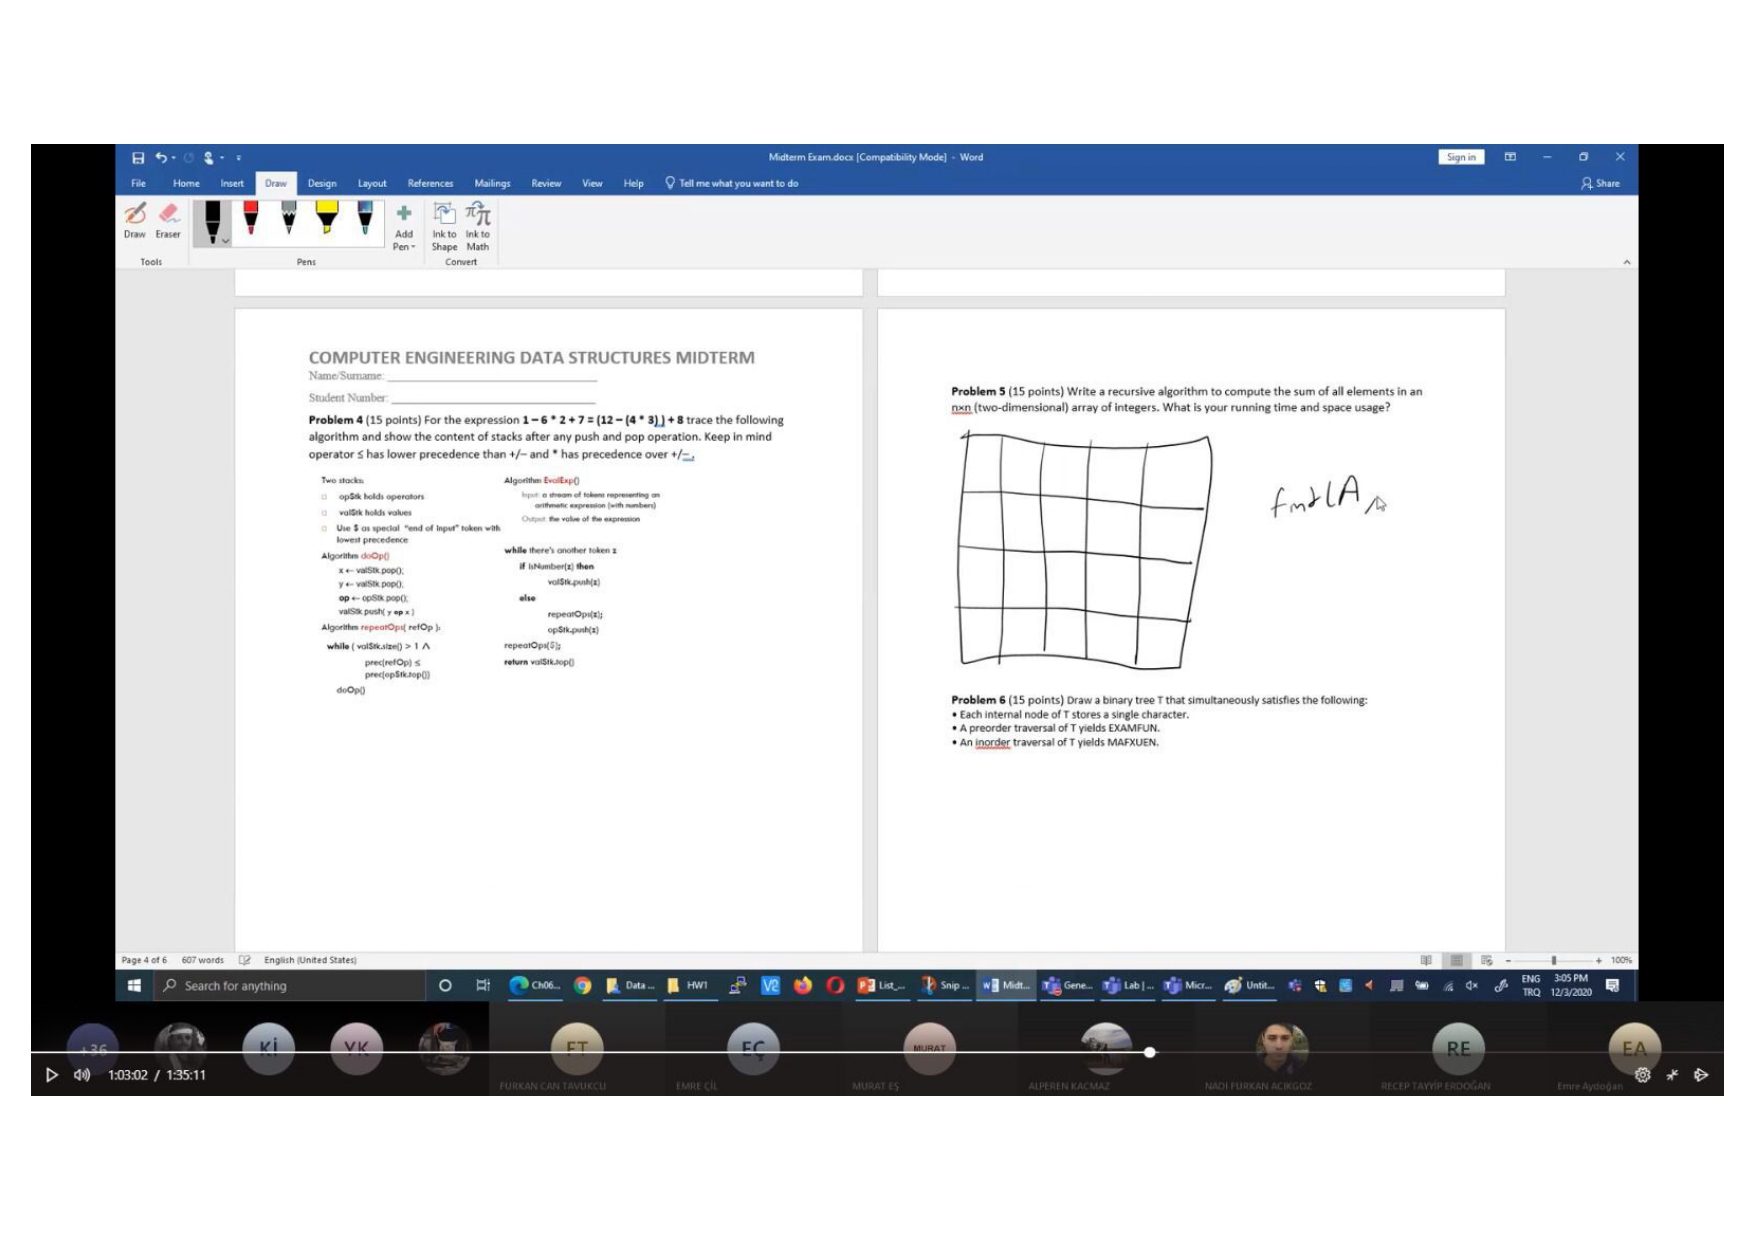 Midterm Exam.docx [Compatibility Mode] - Word
Sign in
File Home Insert Draw Design Layout References Mailings Review View Help Tell me what you want to do
Share
Draw Eraser
Add Pen
Ink to Shape
Ink to Math
Tools
Pens
Convert
COMPUTER ENGINEERING DATA STRUCTURES MIDTERM
Name/Surname:
Student Number:
Problem 4 (15 points) For the expression 1 – 6 * 2 + 7 = (12 – (4 * 3) ) + 8 trace the following
algorithm and show the content of stacks after any push and pop operation. Keep in mind
operator ≤ has lower precedence than +/– and * has precedence over +/–.
Two stacks:
opStk holds operators
valStk holds values
Use $ as special "end of input" token with
lowest precedence
Algorithm doOp()
x ← valStk.pop();
y ← valStk.pop();
op ← opStk.pop();
valStk.push( y op x )
Algorithm repeatOps( refOp ):
while ( valStk.size() > 1 ∧
prec(refOp) ≤
prec(opStk.top())
doOp()
Algorithm EvalExp()
Input: a stream of tokens representing an
arithmetic expression (with numbers)
Output: the value of the expression
while there's another token z
if isNumber(z) then
valStk.push(z)
else
repeatOps(z);
opStk.push(z)
repeatOps($);
return valStk.top()
Problem 5 (15 points) Write a recursive algorithm to compute the sum of all elements in an
n×n (two-dimensional) array of integers. What is your running time and space usage?
Problem 6 (15 points) Draw a binary tree T that simultaneously satisfies the following:
• Each internal node of T stores a single character.
• A preorder traversal of T yields EXAMFUN.
• An inorder traversal of T yields MAFXUEN.
Page 4 of 6 607 words English (United States)
100%
Search for anything
Ch06... Data ... HW1 V2 List_... Snip ... Midt... Gene... Lab | ... Micr... Untit...
ENG
TRQ
3:05 PM
12/3/2020
+36 Kİ YK FT EÇ MURAT RE EA
1:03:02 / 1:35:11
FURKAN CAN TAVUKCU
EMRE ÇİL
MURAT EŞ
ALPEREN KACMAZ
NADI FURKAN ACIKGOZ
RECEP TAYYİP ERDOĞAN
Emre Aydoğan